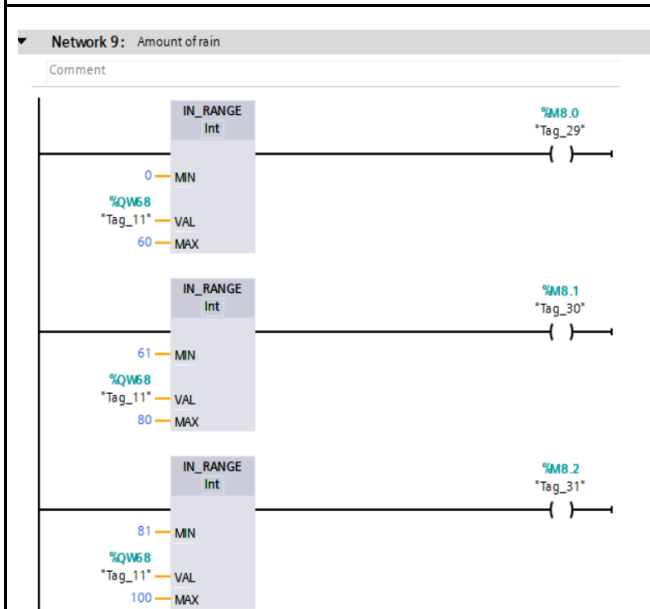 Network 9: Amount of rain
Comment
IN_RANGE
Int
%M8.0
"Tag_29"
0 MIN
%QW68
"Tag_11" VAL
60 MAX
IN_RANGE
Int
%M8.1
"Tag_30"
61 MIN
%QW68
"Tag_11" VAL
80 MAX
IN_RANGE
Int
%M8.2
"Tag_31"
81 MIN
%QW68
"Tag_11" VAL
100 MAX